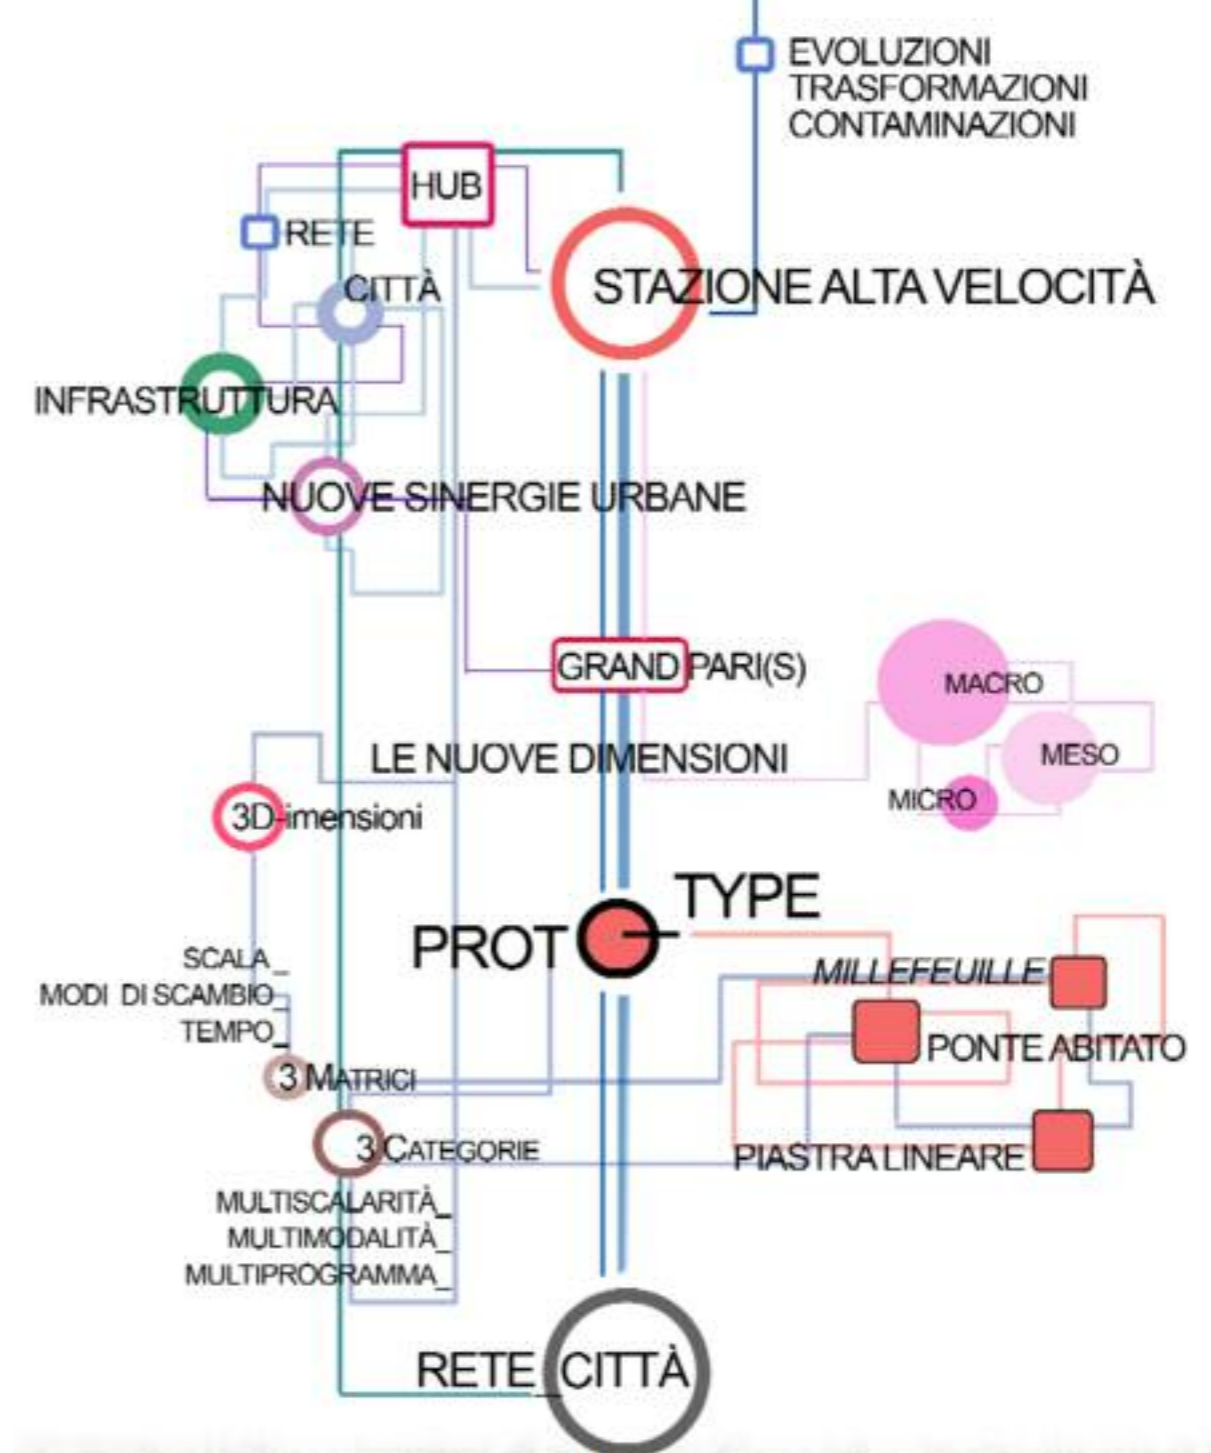 EVOLUZIONI
TRASFORMAZIONI
CONTAMINAZIONI
HUB
RETE
CITTÀ
STAZIONE ALTA VELOCITÀ
INFRASTRUTTURA
NUOVE SINERGIE URBANE
GRAND PARI(S)
MACRO
MESO
MICRO
LE NUOVE DIMENSIONI
3D-imensioni
PROT TYPE
SCALA_
MODI DI SCAMBIO_
TEMPO_
MILLEFEUILLE
PONTE ABITATO
PIASTRA LINEARE
3 MATRICI
3 CATEGORIE
MULTISCALARITÀ_
MULTIMODALITÀ_
MULTIPROGRAMMA_
RETE_CITTÀ